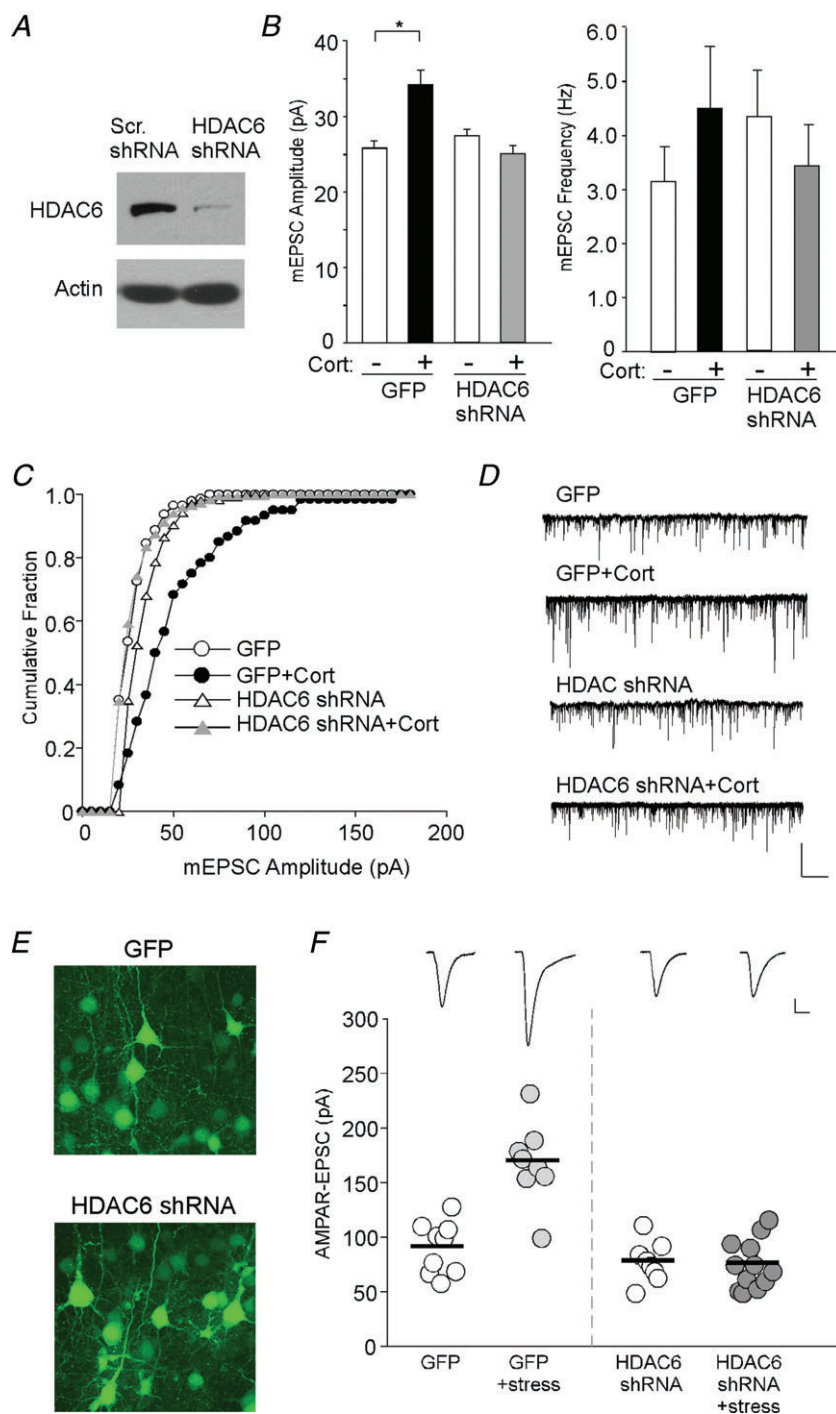 A
Scr.
shRNA
HDAC6
shRNA
HDAC6
Actin
B
*
mEPSC Amplitude (pA)
40
30
20
10
0
Cort: - + - +
GFP HDAC6
shRNA
mEPSC Frequency (Hz)
6.0
5.0
4.0
3.0
2.0
1.0
0
Cort: - + - +
GFP HDAC6
shRNA
C
Cumulative Fraction
1.0
0.8
0.6
0.4
0.2
0
0 50 100 150 200
mEPSC Amplitude (pA)
GFP
GFP+Cort
HDAC6 shRNA
HDAC6 shRNA+Cort
D
GFP
GFP+Cort
HDAC shRNA
HDAC6 shRNA+Cort
E
GFP
HDAC6 shRNA
F
AMPAR-EPSC (pA)
300
250
200
150
100
50
0
GFP
GFP
+stress
HDAC6
shRNA
HDAC6
shRNA
+stress